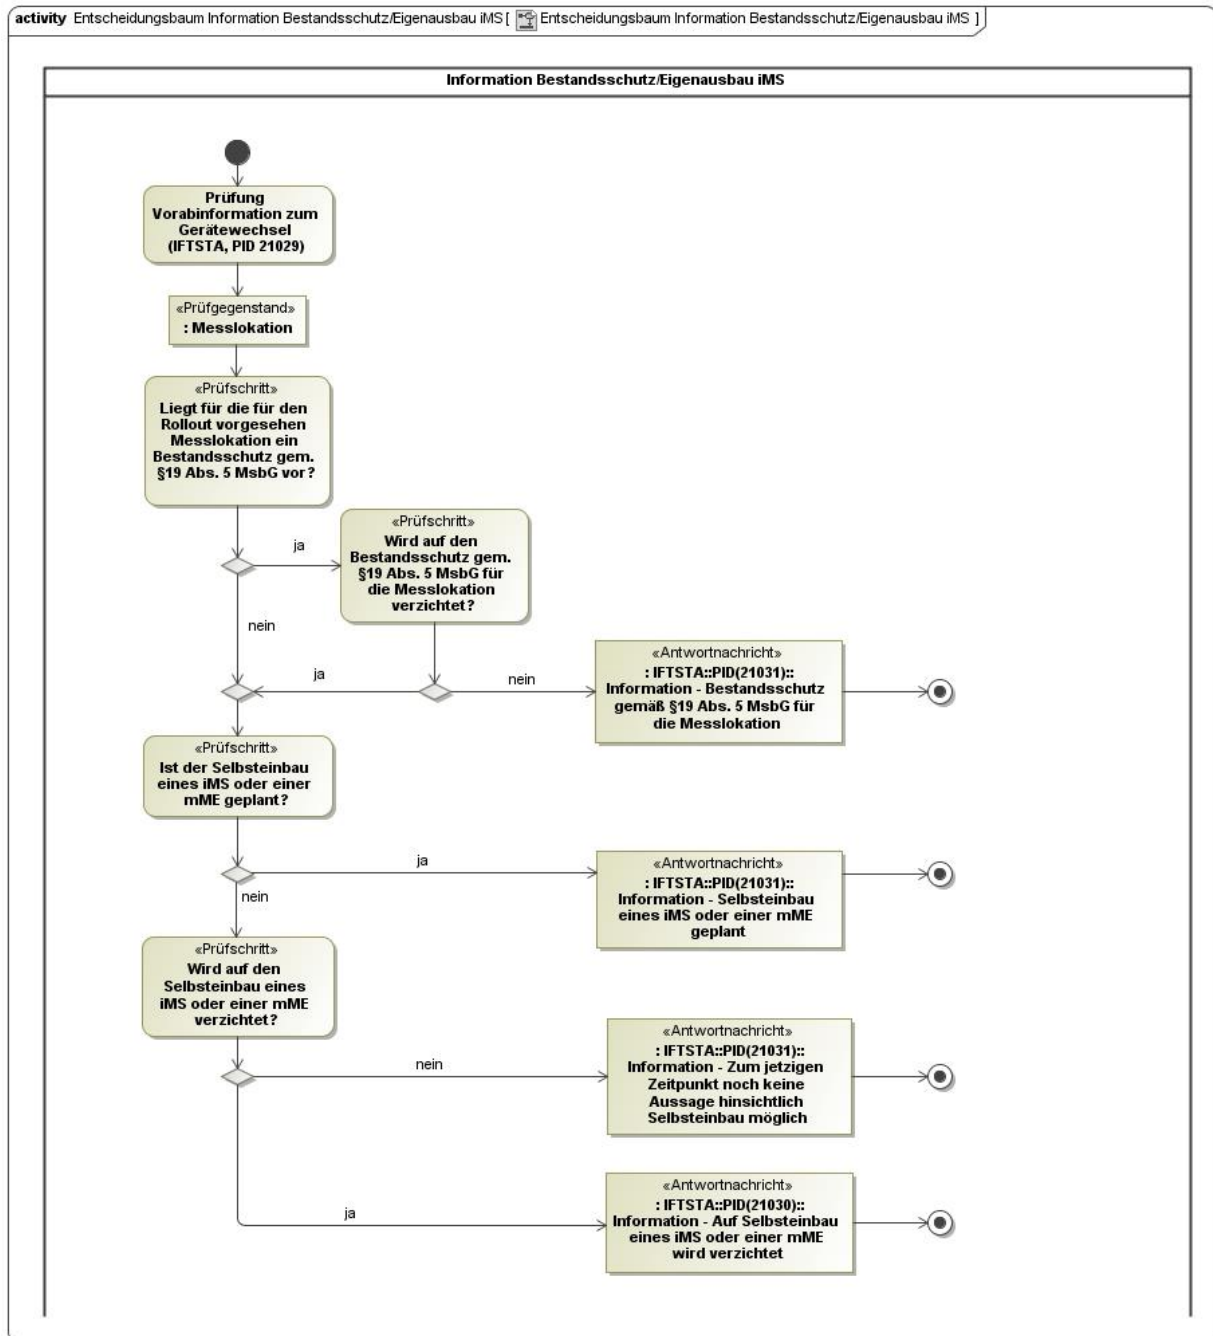 activity Entscheidungsbaum Information Bestandsschutz/Eigenausbau iMS [ Entscheidungsbaum Information Bestandsschutz/Eigenausbau iMS ]
Information Bestandsschutz/Eigenausbau iMS
Prüfung
Vorabinformation zum
Gerätewechsel
(IFTSTA, PID 21029)
«Prüfgegenstand»
: Messlokation
«Prüfschritt»
Liegt für die für den
Rollout vorgesehen
Messlokation ein
Bestandsschutz gem.
§19 Abs. 5 MsbG vor?
ja
«Prüfschritt»
Wird auf den
Bestandsschutz gem.
§19 Abs. 5 MsbG für
die Messlokation
verzichtet?
nein
ja
nein
«Antwortnachricht»
: IFTSTA::PID(21031)::
Information - Bestandsschutz
gemäß §19 Abs. 5 MsbG für
die Messlokation
«Prüfschritt»
Ist der Selbsteinbau
eines iMS oder einer
mME geplant?
ja
nein
«Antwortnachricht»
: IFTSTA::PID(21031)::
Information - Selbsteinbau
eines iMS oder einer mME
geplant
«Prüfschritt»
Wird auf den
Selbsteinbau eines
iMS oder einer mME
verzichtet?
nein
«Antwortnachricht»
: IFTSTA::PID(21031)::
Information - Zum jetzigen
Zeitpunkt noch keine
Aussage hinsichtlich
Selbsteinbau möglich
ja
«Antwortnachricht»
: IFTSTA::PID(21030)::
Information - Auf Selbsteinbau
eines iMS oder einer mME
wird verzichtet